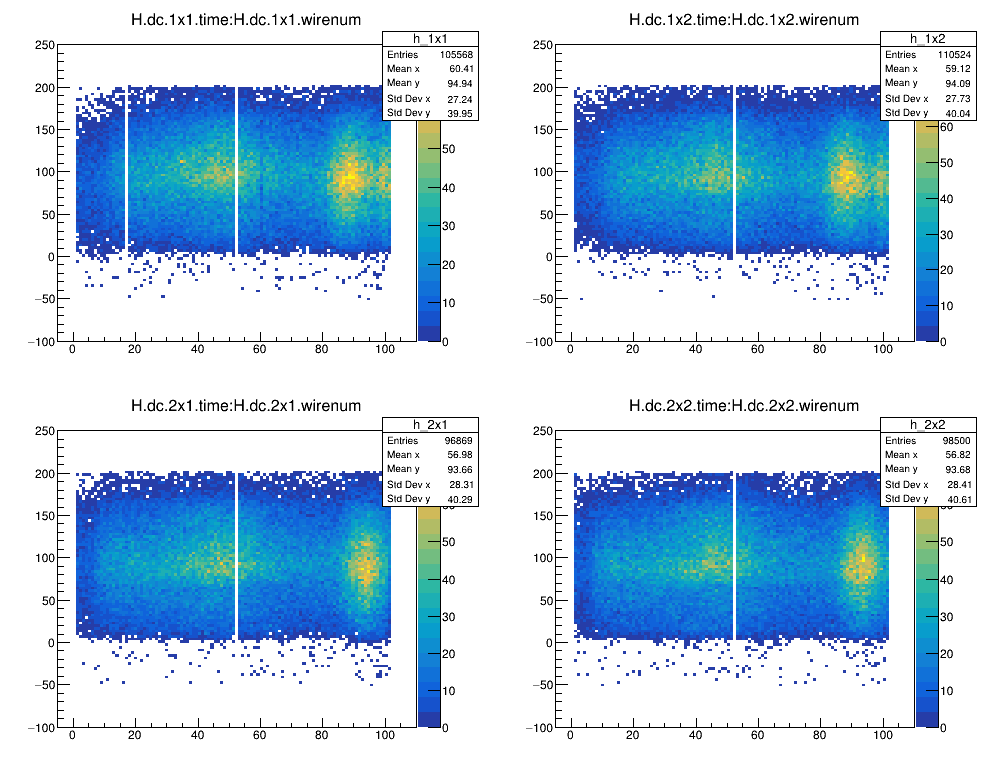 H.dc.1x1.time:H.dc.1x1.wirenum
h_1x1
Entries 105568
Mean x 60.41
Mean y 94.94
Std Dev x 27.24
Std Dev y 39.95
250
200
150
100
50
0
−50
−100
0 20 40 60 80 100
50
40
30
20
10
0
H.dc.1x2.time:H.dc.1x2.wirenum
h_1x2
Entries 110524
Mean x 59.12
Mean y 94.09
Std Dev x 27.73
Std Dev y 40.04
250
200
150
100
50
0
−50
−100
0 20 40 60 80 100
60
50
40
30
20
10
0
H.dc.2x1.time:H.dc.2x1.wirenum
h_2x1
Entries 96869
Mean x 56.98
Mean y 93.66
Std Dev x 28.31
Std Dev y 40.29
250
200
150
100
50
0
−50
−100
0 20 40 60 80 100
50
40
30
20
10
0
H.dc.2x2.time:H.dc.2x2.wirenum
h_2x2
Entries 98500
Mean x 56.82
Mean y 93.68
Std Dev x 28.41
Std Dev y 40.61
250
200
150
100
50
0
−50
−100
0 20 40 60 80 100
50
40
30
20
10
0